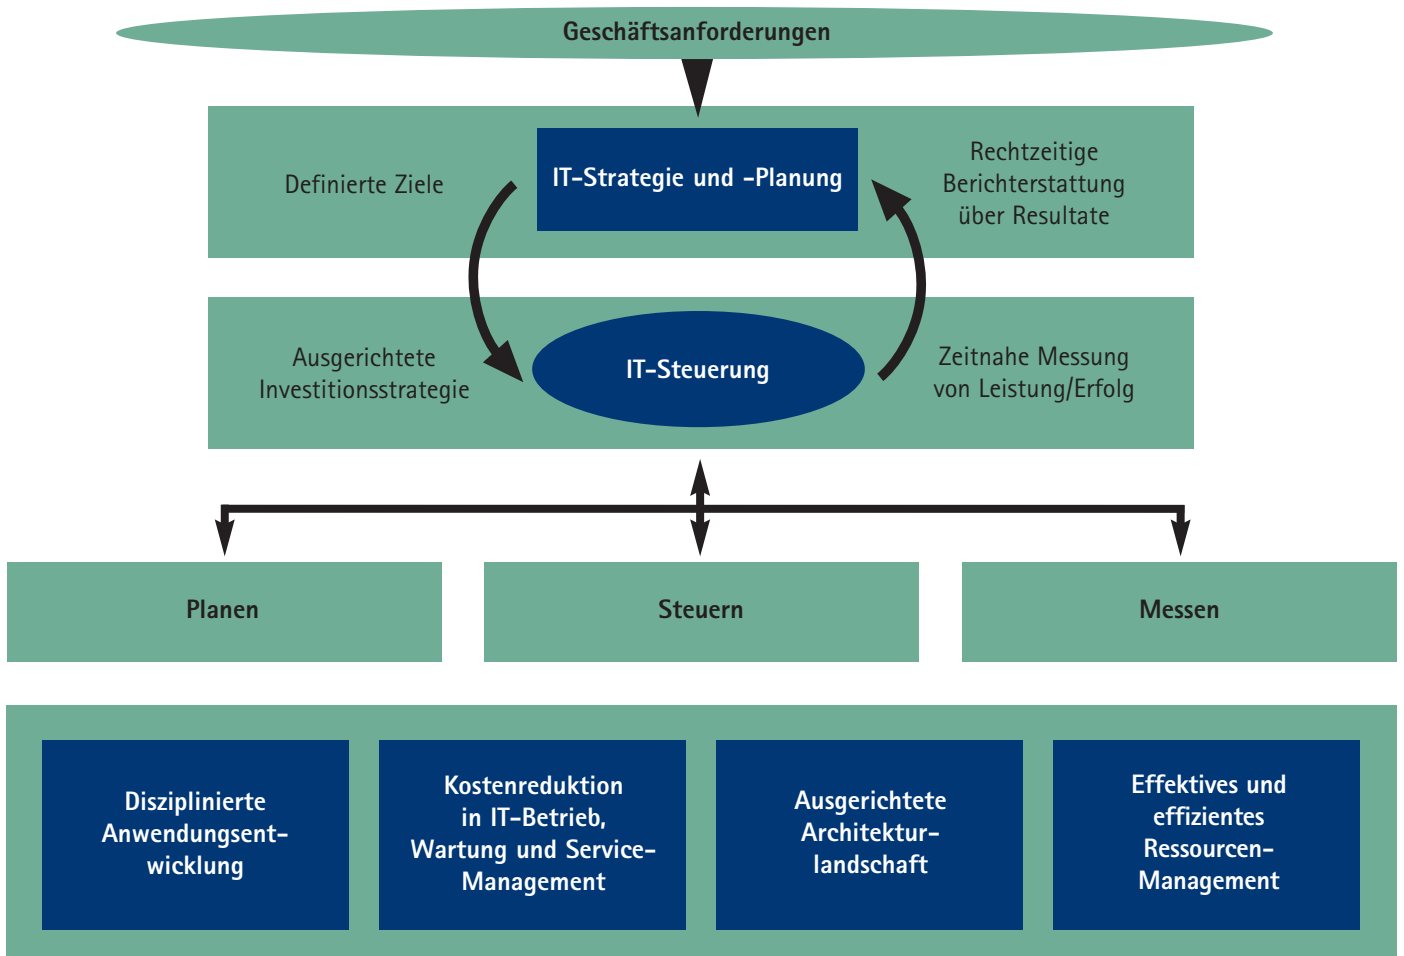 Geschäftsanforderungen
Definierte Ziele
IT-Strategie und -Planung
Rechtzeitige
Berichterstattung
über Resultate
Ausgerichtete
Investitionsstrategie
IT-Steuerung
Zeitnahe Messung
von Leistung/Erfolg
Planen
Steuern
Messen
Disziplinierte
Anwendungsent-
wicklung
Kostenreduktion
in IT-Betrieb,
Wartung und Service-
Management
Ausgerichtete
Architektur-
landschaft
Effektives und
effizientes
Ressourcen-
Management